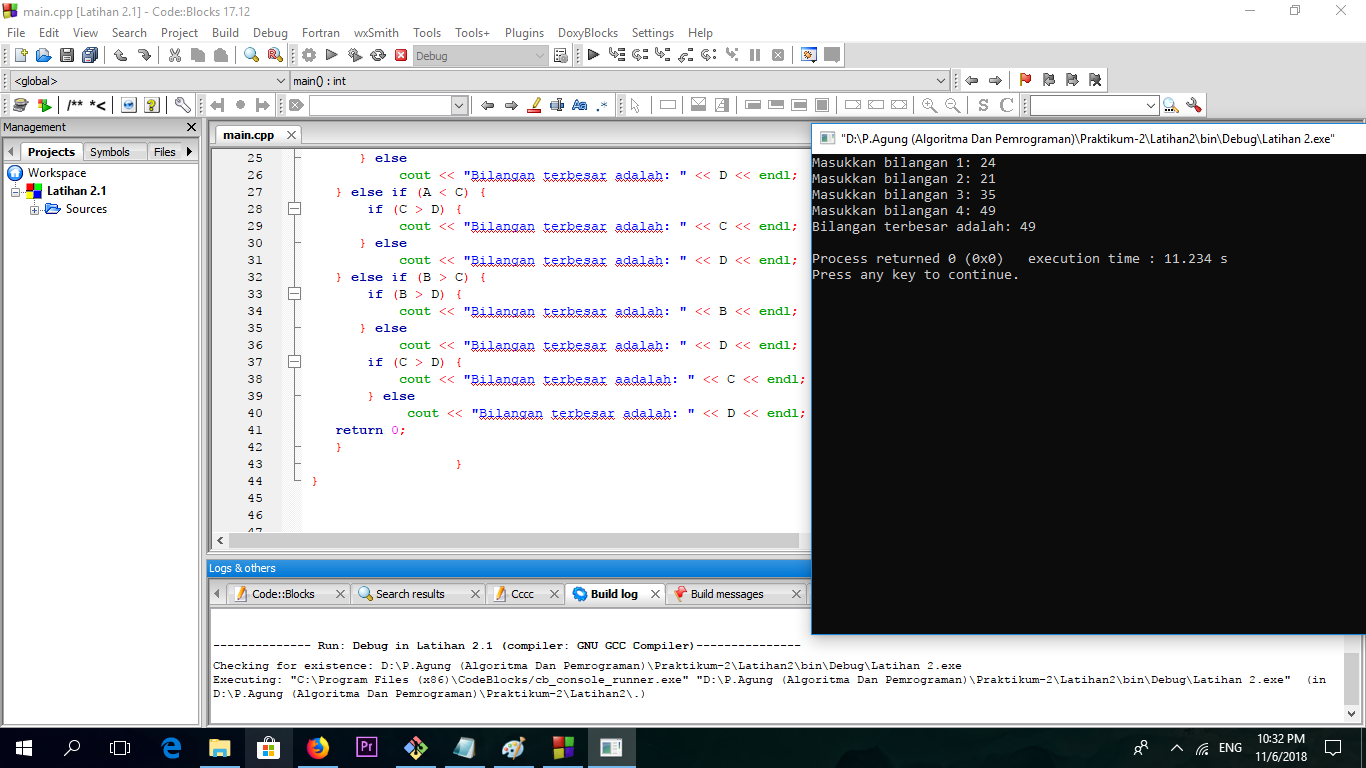 main.cpp [Latihan 2.1] - Code::Blocks 17.12
File Edit View Search Project Build Debug Fortran wxSmith Tools Tools+ Plugins DoxyBlocks Settings Help
Debug
<global> main() : int
/** *< Aa .* S C
Management
Projects Symbols Files
Workspace
Latihan 2.1
Sources
main.cpp
25 } else
26 cout << "Bilangan terbesar adalah: " << D << endl;
27 } else if (A < C) {
28 if (C > D) {
29 cout << "Bilangan terbesar adalah: " << C << endl;
30 } else
31 cout << "Bilangan terbesar adalah: " << D << endl;
32 } else if (B > C) {
33 if (B > D) {
34 cout << "Bilangan terbesar adalah: " << B << endl;
35 } else
36 cout << "Bilangan terbesar adalah: " << D << endl;
37 if (C > D) {
38 cout << "Bilangan terbesar aadalah: " << C << endl;
39 } else
40 cout << "Bilangan terbesar adalah: " << D << endl;
41 return 0;
42 }
43 }
44 }
45
46
47
"D:\P.Agung (Algoritma Dan Pemrograman)\Praktikum-2\Latihan2\bin\Debug\Latihan 2.exe"
Masukkan bilangan 1: 24
Masukkan bilangan 2: 21
Masukkan bilangan 3: 35
Masukkan bilangan 4: 49
Bilangan terbesar adalah: 49
Process returned 0 (0x0) execution time : 11.234 s
Press any key to continue.
Logs & others
Code::Blocks Search results Cccc Build log Build messages
-------------- Run: Debug in Latihan 2.1 (compiler: GNU GCC Compiler)---------------
Checking for existence: D:\P.Agung (Algoritma Dan Pemrograman)\Praktikum-2\Latihan2\bin\Debug\Latihan 2.exe
Executing: "C:\Program Files (x86)\CodeBlocks/cb_console_runner.exe" "D:\P.Agung (Algoritma Dan Pemrograman)\Praktikum-2\Latihan2\bin\Debug\Latihan 2.exe" (in
D:\P.Agung (Algoritma Dan Pemrograman)\Praktikum-2\Latihan2\.)
Pr
ENG
10:32 PM
11/6/2018